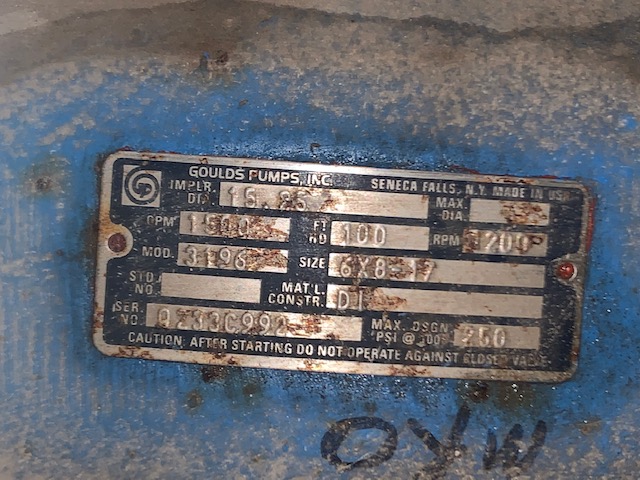 GOULDS PUMPS, INC. SENECA FALLS, N.Y. MADE IN USA
IMPLR. DIA. 15.25 MAX. DIA.
GPM 1500 FT HD 100 RPM 1200
MOD. 3196 SIZE 6X8-17
STD. NO. MAT'L. CONSTR. DI
SER. NO. MAX. DSGN PSI @ 100° 250
CAUTION: AFTER STARTING DO NOT OPERATE AGAINST CLOSED VALVE